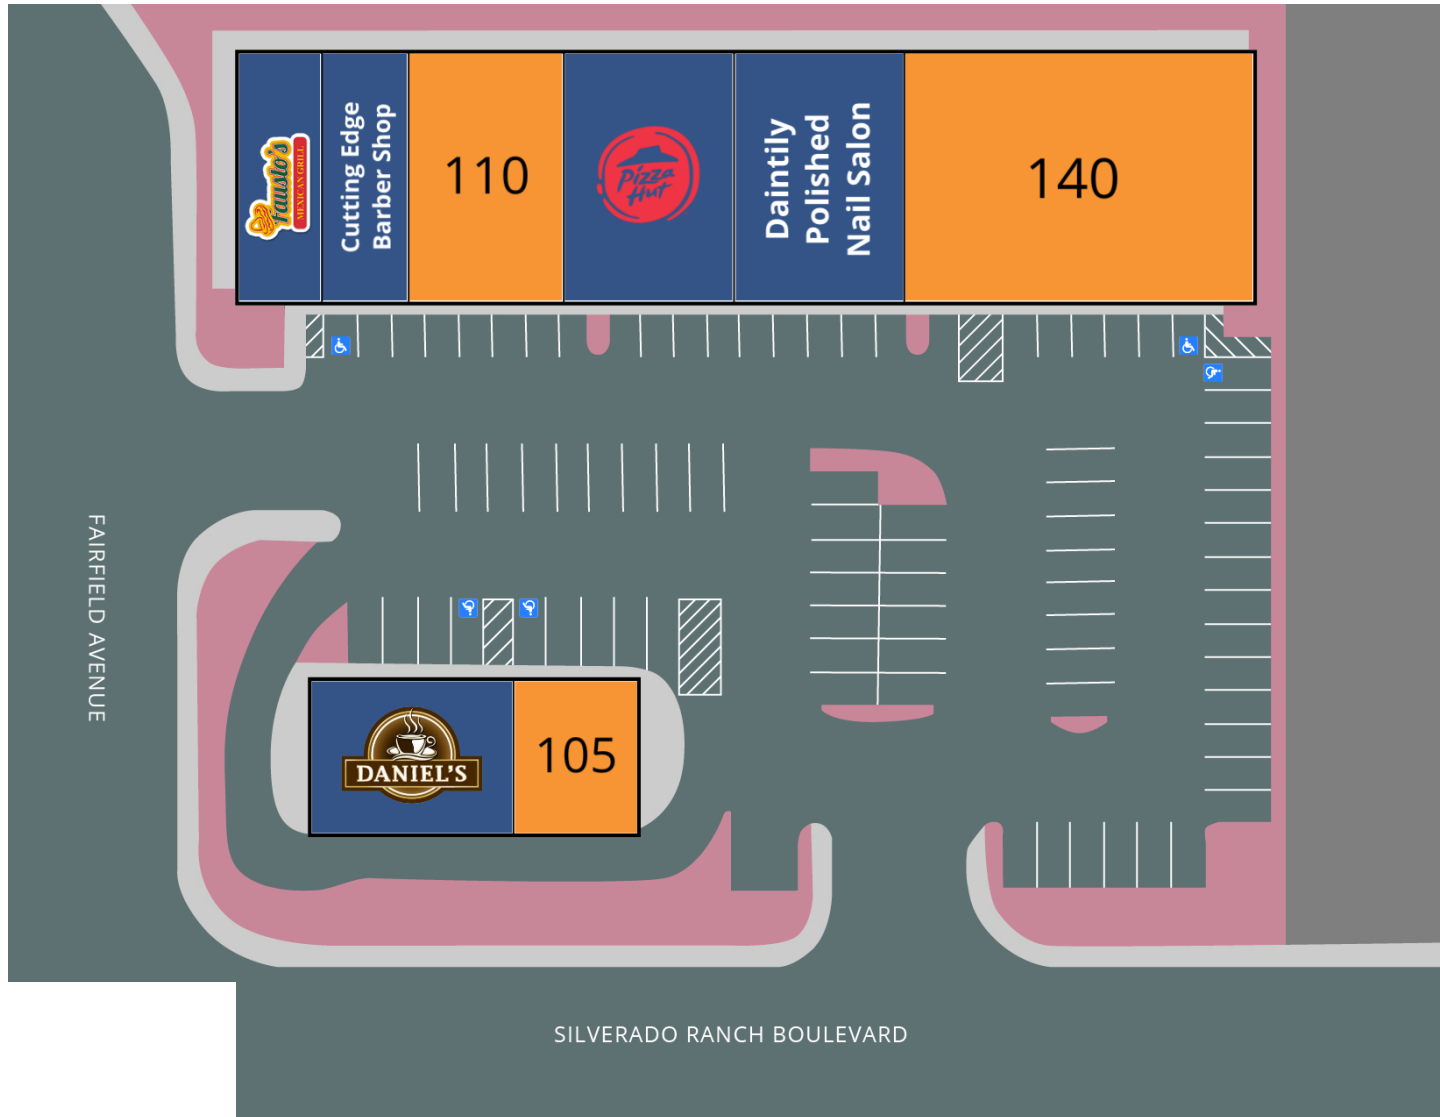 fausto's
MEXICAN GRILL
Cutting Edge
Barber Shop
110
Pizza
Hut
Daintily
Polished
Nail Salon
140
FAIRFIELD AVENUE
DANIEL'S
105
SILVERADO RANCH BOULEVARD